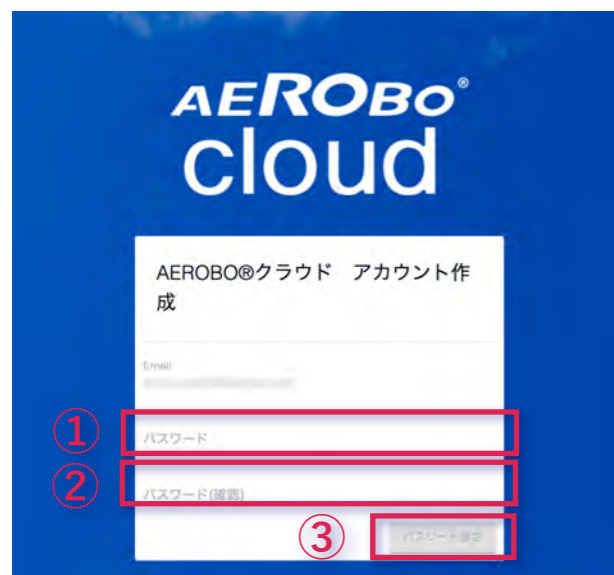 AEROBO®
cloud
AEROBO®クラウド　アカウント作
成
Email
① パスワード
② パスワード(確認)
③ パスワード設定